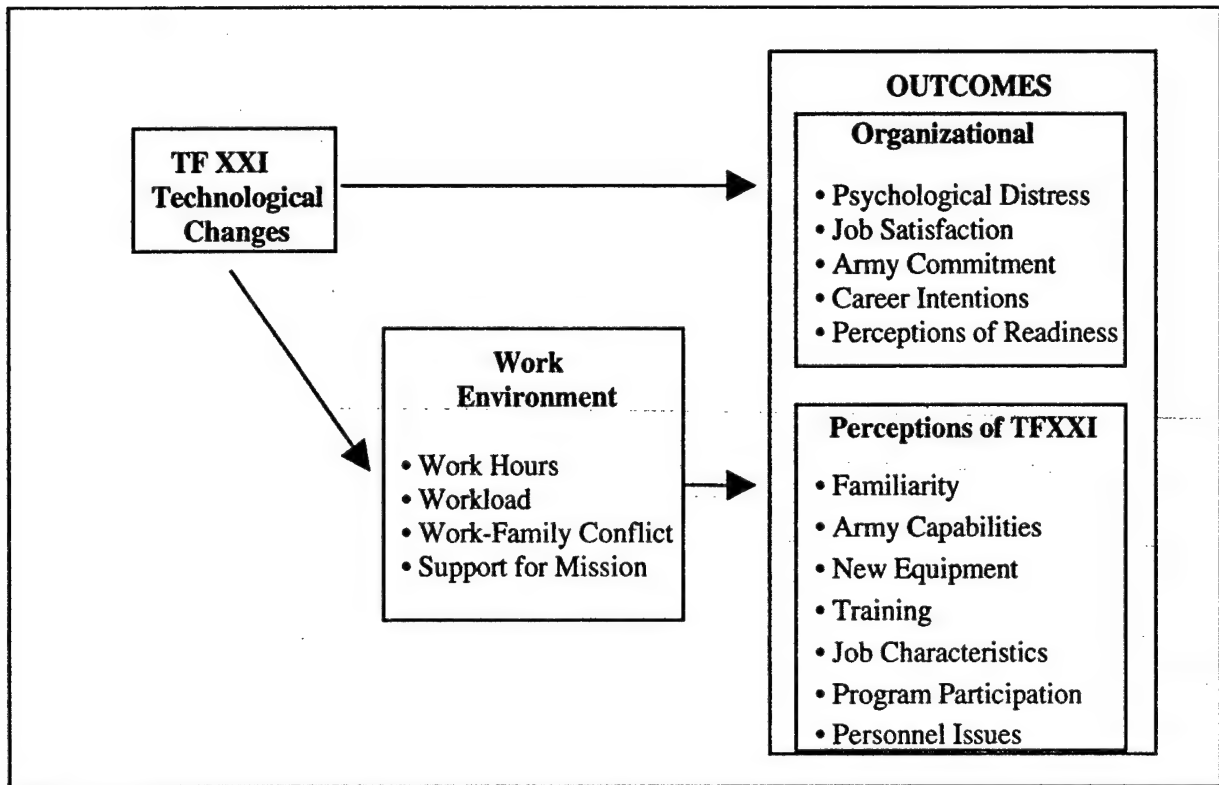 TF XXI
Technological
Changes
Work
Environment
• Work Hours
• Workload
• Work-Family Conflict
• Support for Mission
OUTCOMES
Organizational
• Psychological Distress
• Job Satisfaction
• Army Commitment
• Career Intentions
• Perceptions of Readiness
Perceptions of TFXXI
• Familiarity
• Army Capabilities
• New Equipment
• Training
• Job Characteristics
• Program Participation
• Personnel Issues